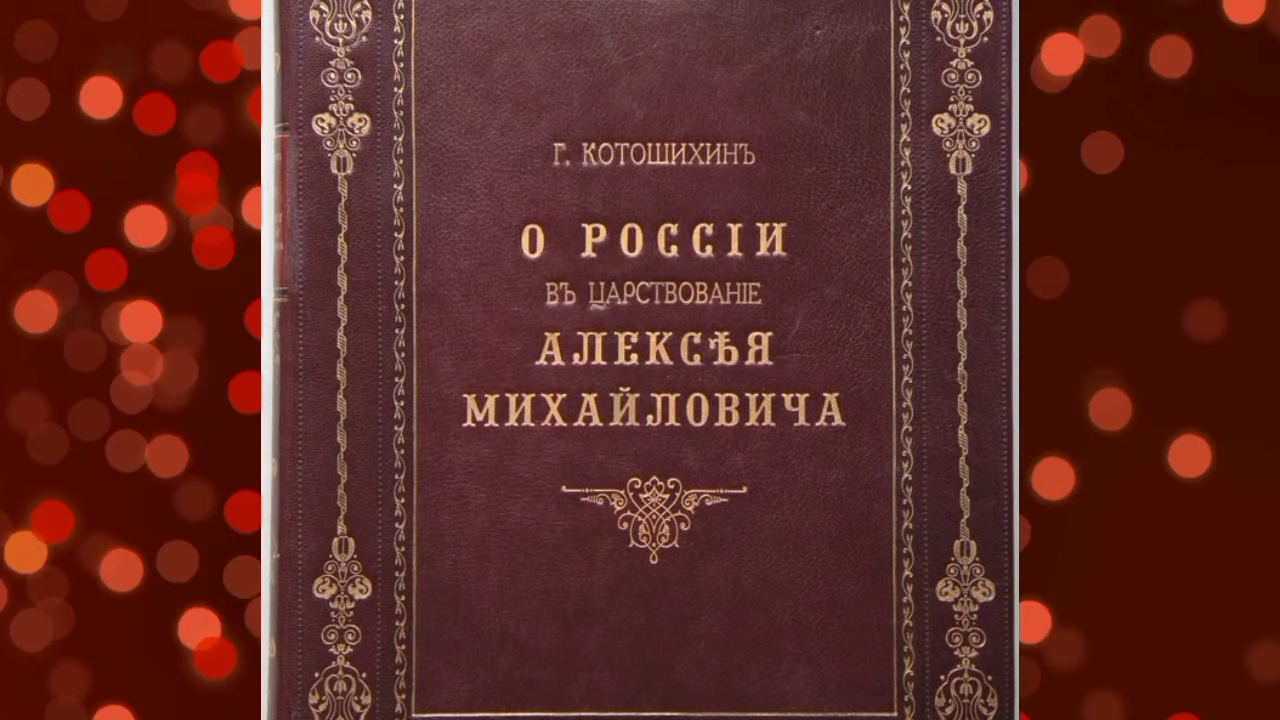 Г. КОТОШИХИНЪ
О РОССІИ
ВЪ ЦАРСТВОВАНІЕ
АЛЕКСѢЯ
МИХАЙЛОВИЧА